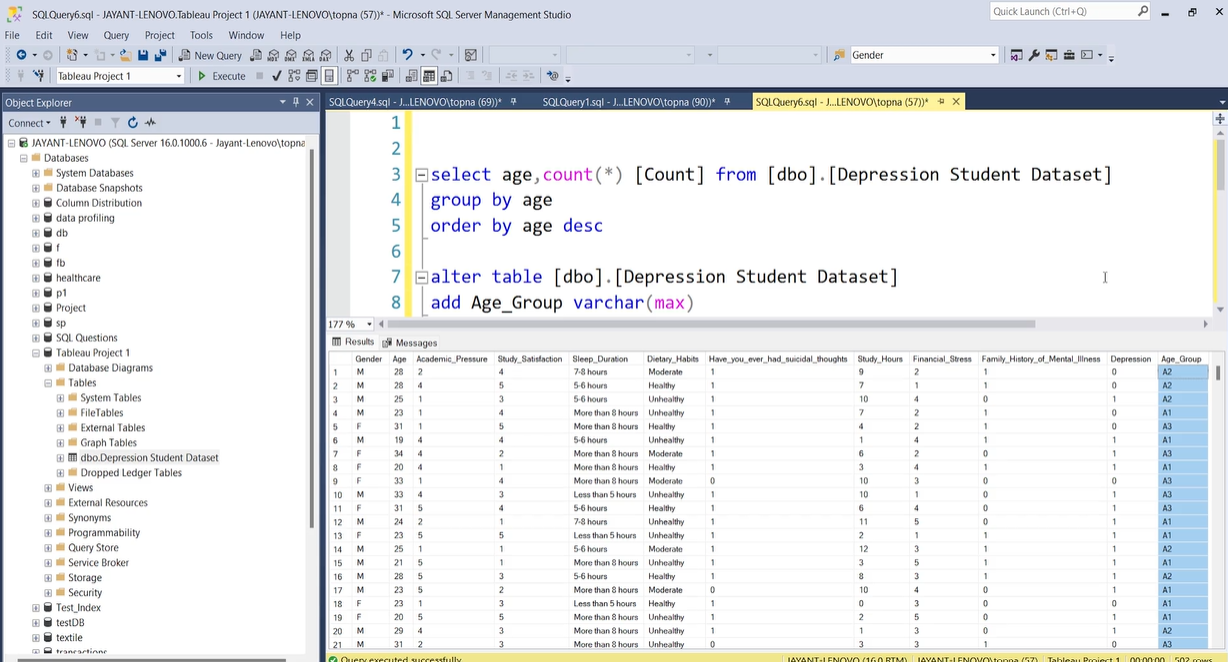 SQLQuery6.sql - JAYANT-LENOVO.Tableau Project 1 (JAYANT-LENOVO\topna (57))* - Microsoft SQL Server Management Studio
Quick Launch (Ctrl+Q)
File Edit View Query Project Tools Window Help
New Query
Gender
Tableau Project 1
Execute
Object Explorer
SQLQuery4.sql - J...LENOVO\topna (69))* SQLQuery1.sql - J...LENOVO\topna (90))* SQLQuery6.sql - J...LENOVO\topna (57))*
Connect
JAYANT-LENOVO (SQL Server 16.0.1000.6 - Jayant-Lenovo\topna
Databases
System Databases
Database Snapshots
Column Distribution
data profiling
db
f
fb
healthcare
p1
Project
sp
SQL Questions
Tableau Project 1
Database Diagrams
Tables
System Tables
FileTables
External Tables
Graph Tables
dbo.Depression Student Dataset
Dropped Ledger Tables
Views
External Resources
Synonyms
Programmability
Query Store
Service Broker
Storage
Security
Test_Index
testDB
textile
transactions
1
2
3 select age,count(*) [Count] from [dbo].[Depression Student Dataset]
4 group by age
5 order by age desc
6
7 alter table [dbo].[Depression Student Dataset]
8 add Age_Group varchar(max)
177 %
Results Messages
Gender Age Academic_Pressure Study_Satisfaction Sleep_Duration Dietary_Habits Have_you_ever_had_suicidal_thoughts Study_Hours Financial_Stress Family_History_of_Mental_Illness Depression Age_Group
1 M 28 2 4 7-8 hours Moderate 1 9 2 1 0 A2
2 M 28 4 5 5-6 hours Healthy 1 7 1 1 0 A2
3 M 25 1 3 5-6 hours Unhealthy 1 10 4 0 1 A2
4 M 23 1 4 More than 8 hours Unhealthy 1 7 2 1 0 A1
5 F 31 1 5 More than 8 hours Healthy 1 4 2 1 0 A3
6 M 19 4 4 5-6 hours Unhealthy 1 1 4 1 1 A1
7 F 34 4 2 More than 8 hours Moderate 1 6 2 0 1 A3
8 F 20 4 1 More than 8 hours Healthy 1 3 4 1 1 A1
9 F 33 1 4 More than 8 hours Moderate 0 10 3 0 0 A3
10 M 33 4 3 Less than 5 hours Unhealthy 1 10 1 0 1 A3
11 F 31 5 4 5-6 hours Healthy 1 6 4 0 1 A3
12 M 24 2 1 7-8 hours Unhealthy 1 11 5 0 1 A1
13 F 23 5 5 Less than 5 hours Unhealthy 1 2 1 1 1 A1
14 M 25 1 1 5-6 hours Moderate 1 12 3 1 1 A2
15 M 21 5 1 More than 8 hours Unhealthy 1 3 5 1 1 A1
16 M 28 5 3 5-6 hours Healthy 1 8 3 1 1 A2
17 M 23 5 2 More than 8 hours Moderate 0 10 4 0 1 A1
18 F 23 1 3 Less than 5 hours Healthy 1 0 3 0 0 A1
19 F 20 5 5 More than 8 hours Unhealthy 1 2 5 0 1 A1
20 M 29 4 3 More than 8 hours Unhealthy 1 1 3 0 1 A2
21 M 31 2 3 More than 8 hours Unhealthy 0 3 3 1 1 A3
Query executed successfully. JAYANT-LENOVO (16.0 RTM) JAYANT-LENOVO\topna (57) Tableau Project 1 00:00:00 502 rows